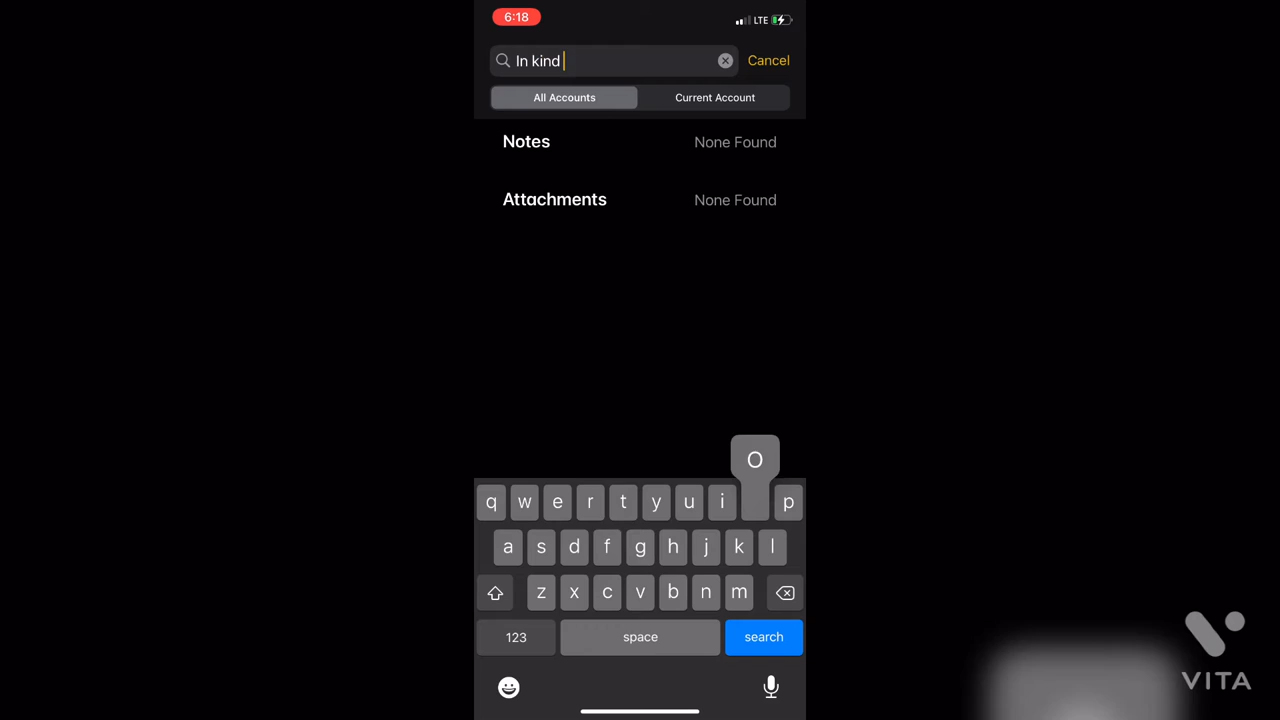 6:18
LTE
In kind
Cancel
All Accounts
Current Account
Notes
None Found
Attachments
None Found
O
q w e r t y u i p
a s d f g h j k l
z x c v b n m
123
space
search
VITA